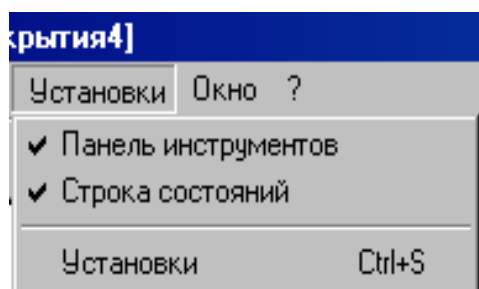 крытия4]
Установки Окно ?
✔ Панель инструментов
✔ Строка состояний
Установки Ctrl+S